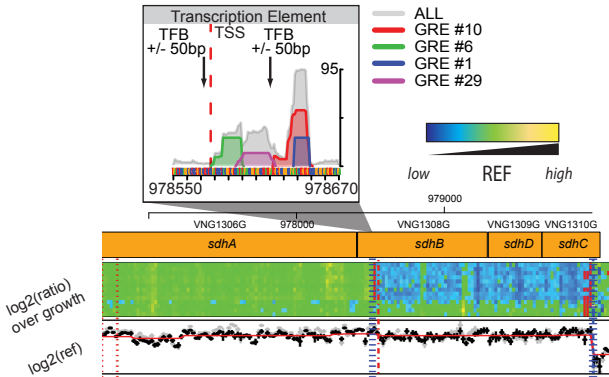 Transcription Element
TFB
+/- 50bp
TSS
TFB
+/- 50bp
95
978550
978670
ALL
GRE #10
GRE #6
GRE #1
GRE #29
low
REF
high
979000
VNG1306G
978000
VNG1308G
VNG1309G
VNG1310G
sdhA
sdhB
sdhD
sdhC
log2(ratio)
over growth
log2(ref)